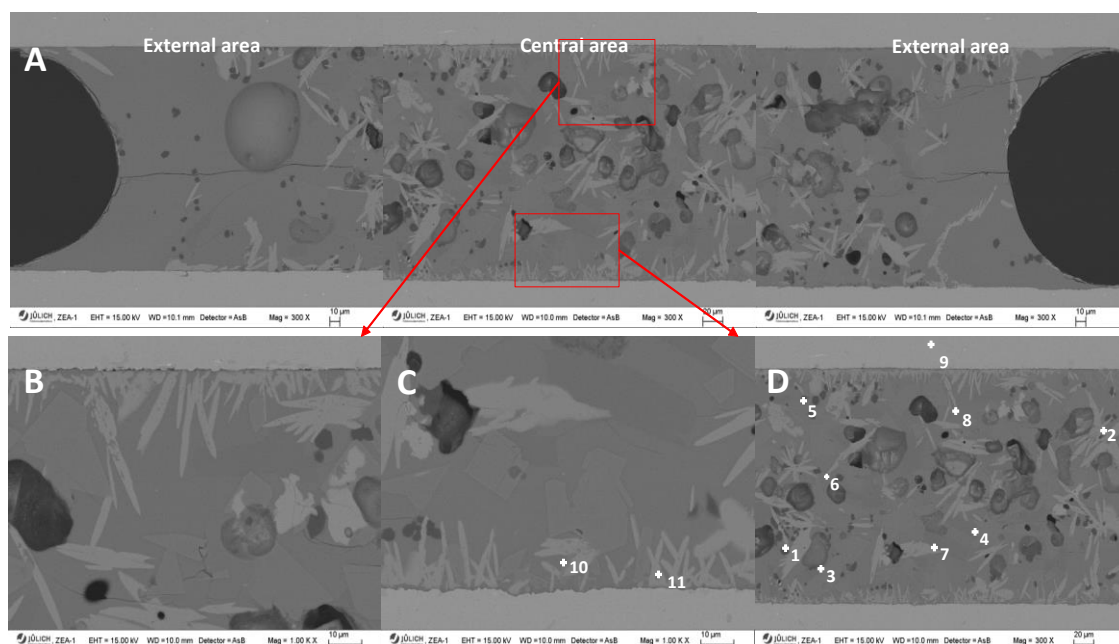 External area
Central area
External area
A
JÜLICH, ZEA-1 EHT = 15.00 kV WD = 10.1 mm Detector = AsB Mag = 300 X 10 µm
JÜLICH, ZEA-1 EHT = 15.00 kV WD = 10.0 mm Detector = AsB Mag = 300 X 20 µm
JÜLICH, ZEA-1 EHT = 15.00 kV WD = 10.1 mm Detector = AsB Mag = 300 X 10 µm
B
C
D
9
5
8
2
6
4
1
7
3
10
11
JÜLICH, ZEA-1 EHT = 15.00 kV WD = 10.0 mm Detector = AsB Mag = 1.00 K X 10 µm
JÜLICH, ZEA-1 EHT = 15.00 kV WD = 10.0 mm Detector = AsB Mag = 1.00 K X 10 µm
JÜLICH, ZEA-1 EHT = 15.00 kV WD = 10.0 mm Detector = AsB Mag = 300 X 20 µm